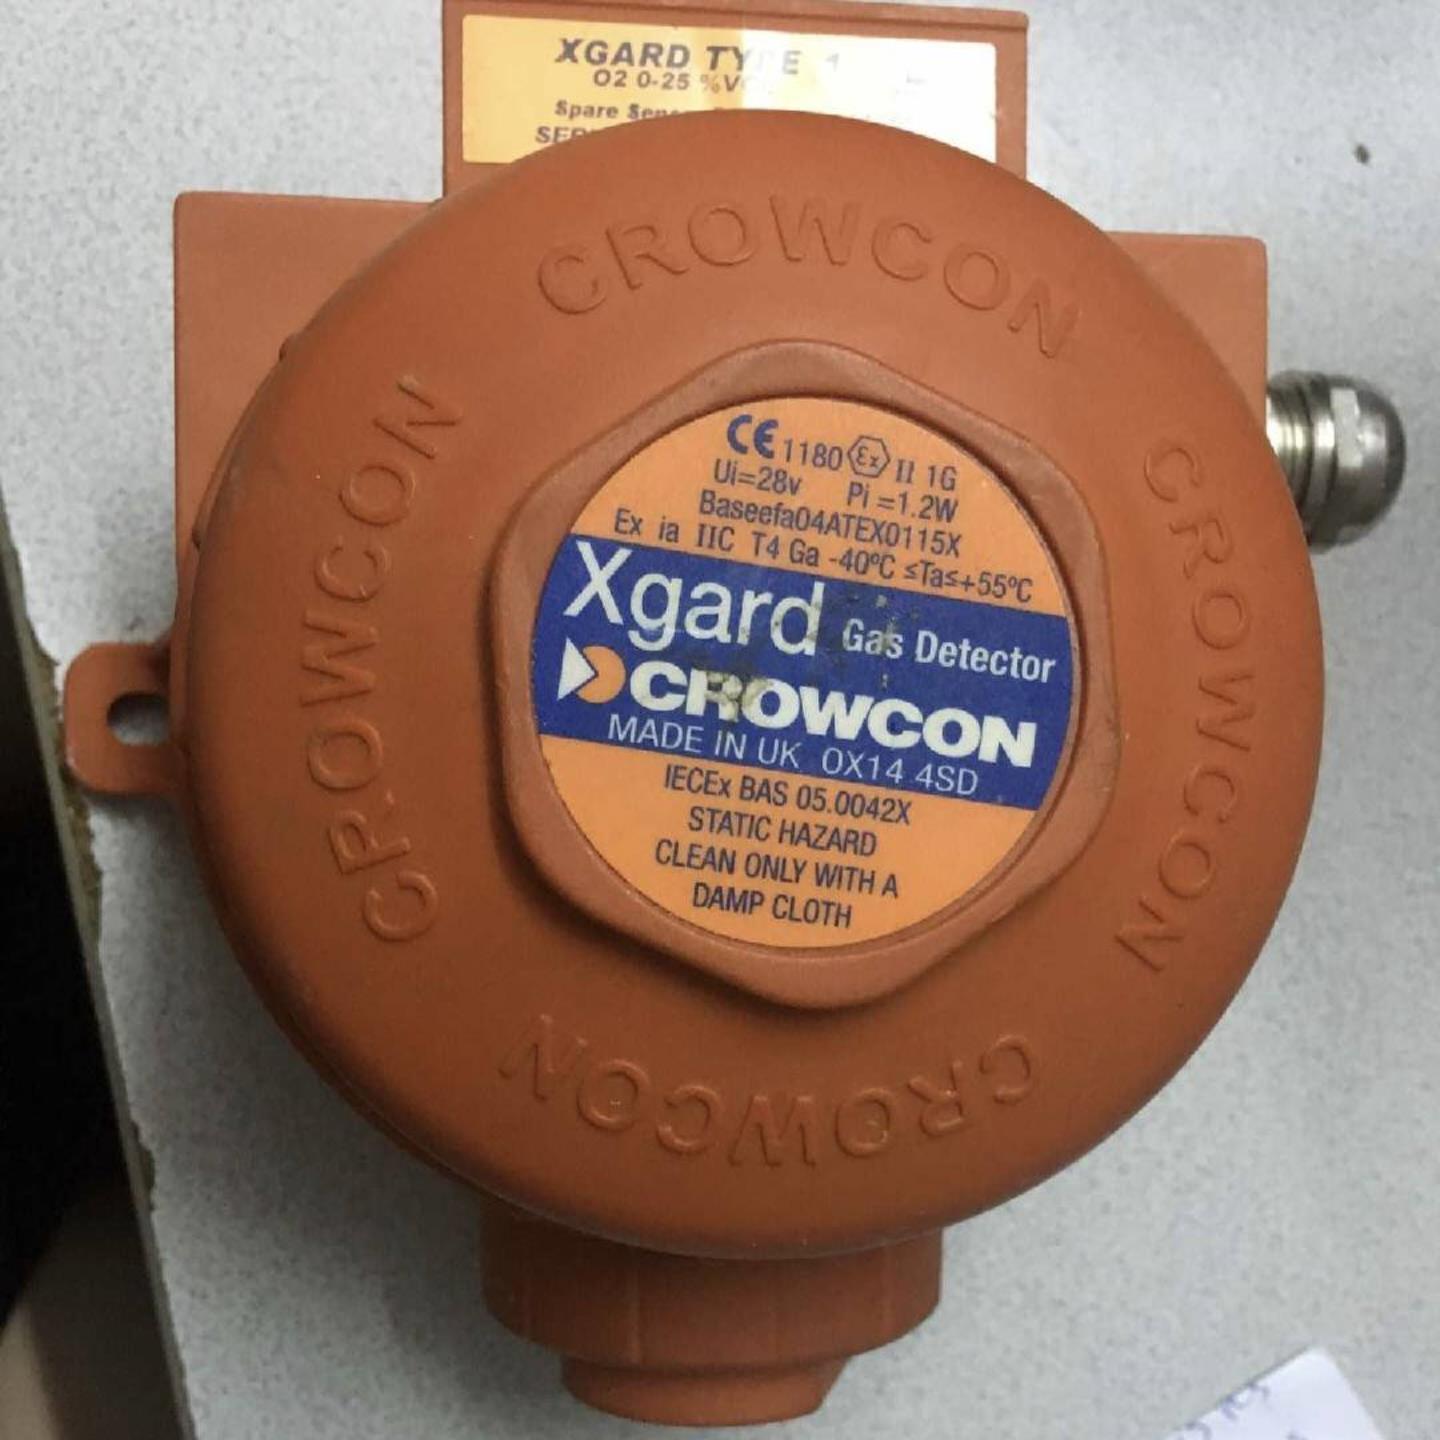 XGARD TYPE 1
O2 0-25 %VOL
Spare
CROWCON
CROWCON
CROWCON
CE 1180 Ex II 1G
Ui=28v Pi =1.2W
Baseefa04ATEX0115X
Ex ia IIC T4 Ga -40ºC ≤Ta≤+55ºC
Xgard Gas Detector
CROWCON
MADE IN UK OX14 4SD
IECEx BAS 05.0042X
STATIC HAZARD
CLEAN ONLY WITH A
DAMP CLOTH
CROWCON